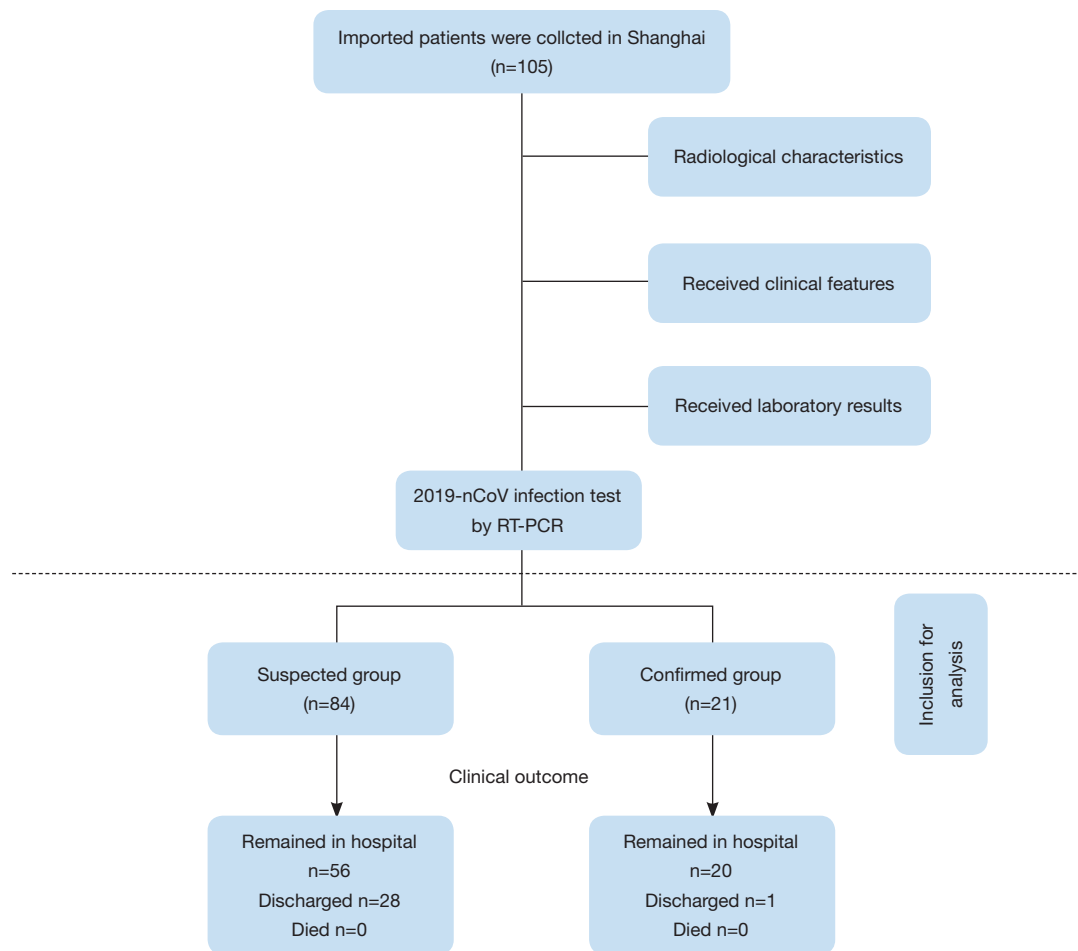 Imported patients were collcted in Shanghai
(n=105)
Radiological characteristics
Received clinical features
Received laboratory results
2019-nCoV infection test
by RT-PCR
Inclusion for
analysis
Suspected group
(n=84)
Confirmed group
(n=21)
Clinical outcome
Remained in hospital
n=56
Discharged n=28
Died n=0
Remained in hospital
n=20
Discharged n=1
Died n=0